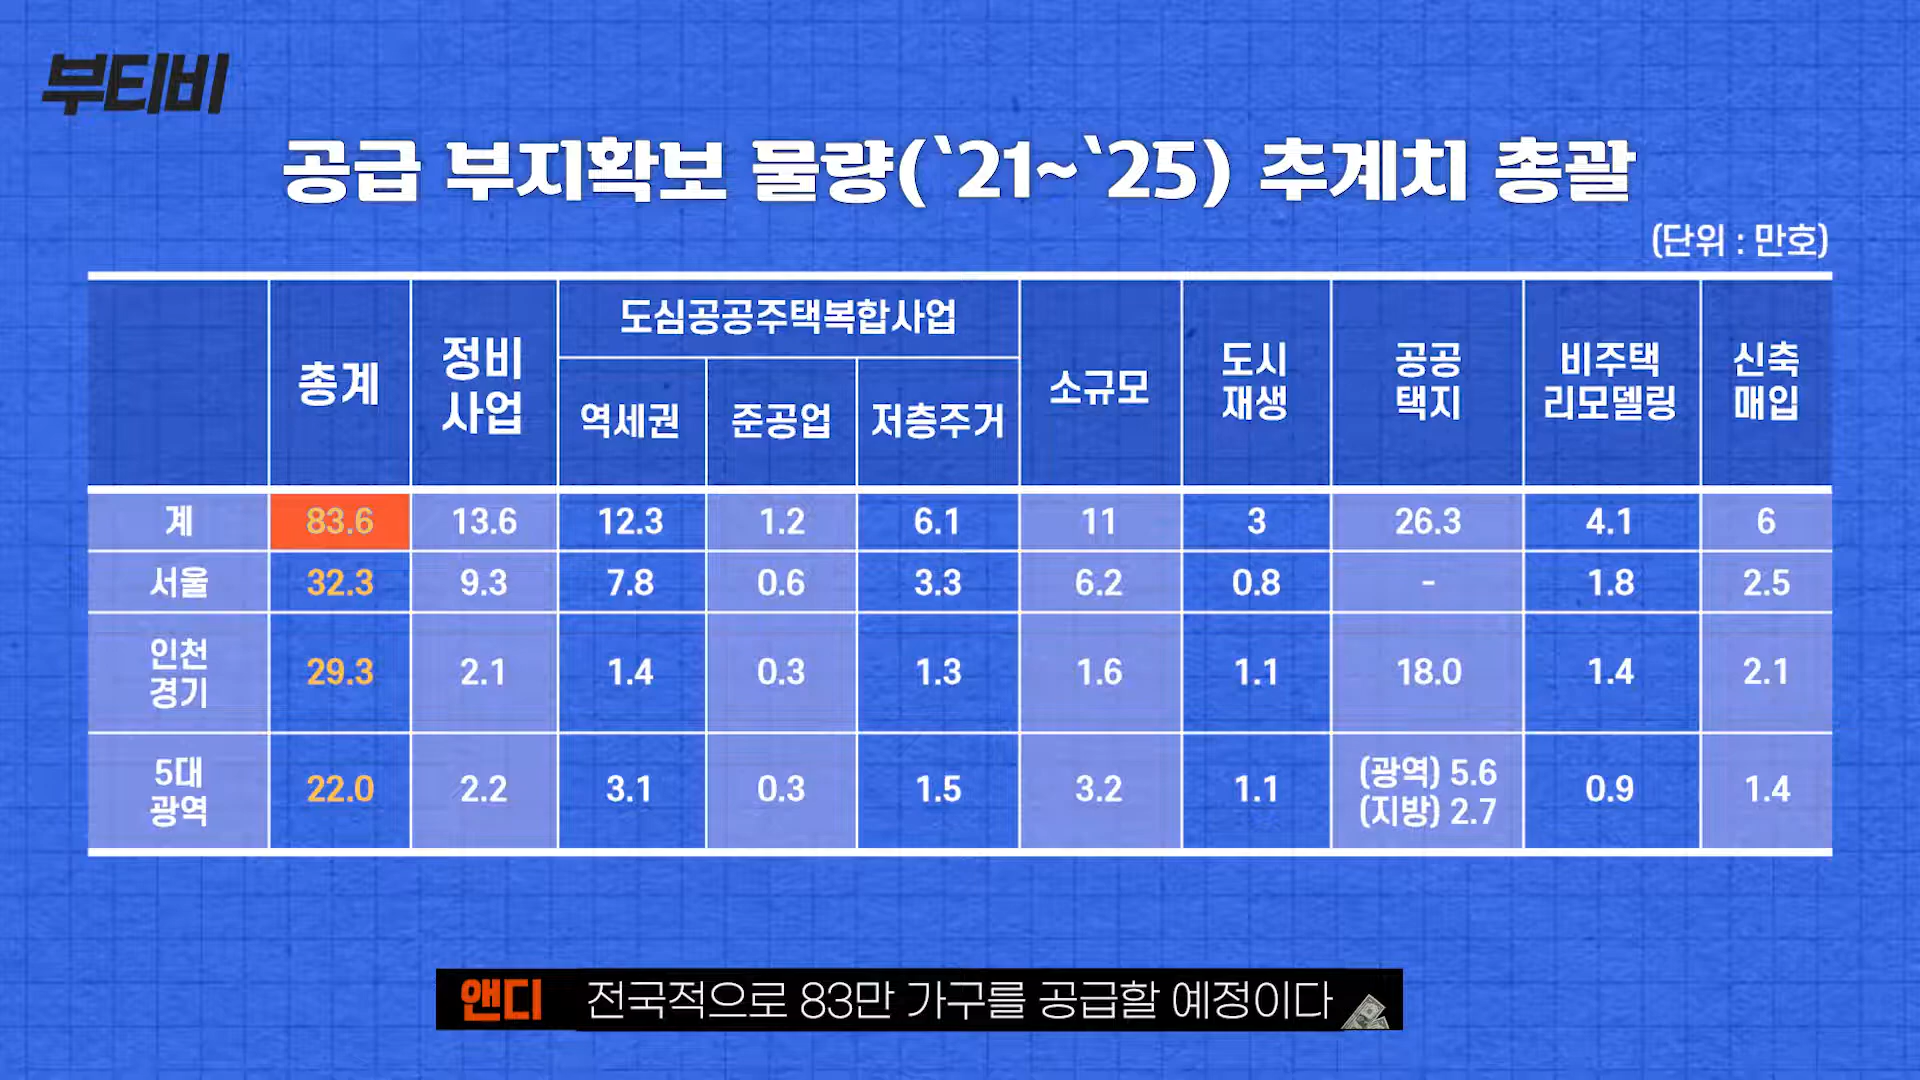 부티비
공급 부지확보 물량(`21~`25) 추계치 총괄
(단위 : 만호)
총계
정비
사업
도심공공주택복합사업
역세권 준공업 저층주거
소규모
도시
재생
공공
택지
비주택
리모델링
신축
매입
계 83.6 13.6 12.3 1.2 6.1 11 3 26.3 4.1 6
서울 32.3 9.3 7.8 0.6 3.3 6.2 0.8 - 1.8 2.5
인천
경기
29.3 2.1 1.4 0.3 1.3 1.6 1.1 18.0 1.4 2.1
5대
광역
22.0 2.2 3.1 0.3 1.5 3.2 1.1
(광역) 5.6
(지방) 2.7
0.9 1.4
앤디 전국적으로 83만 가구를 공급할 예정이다